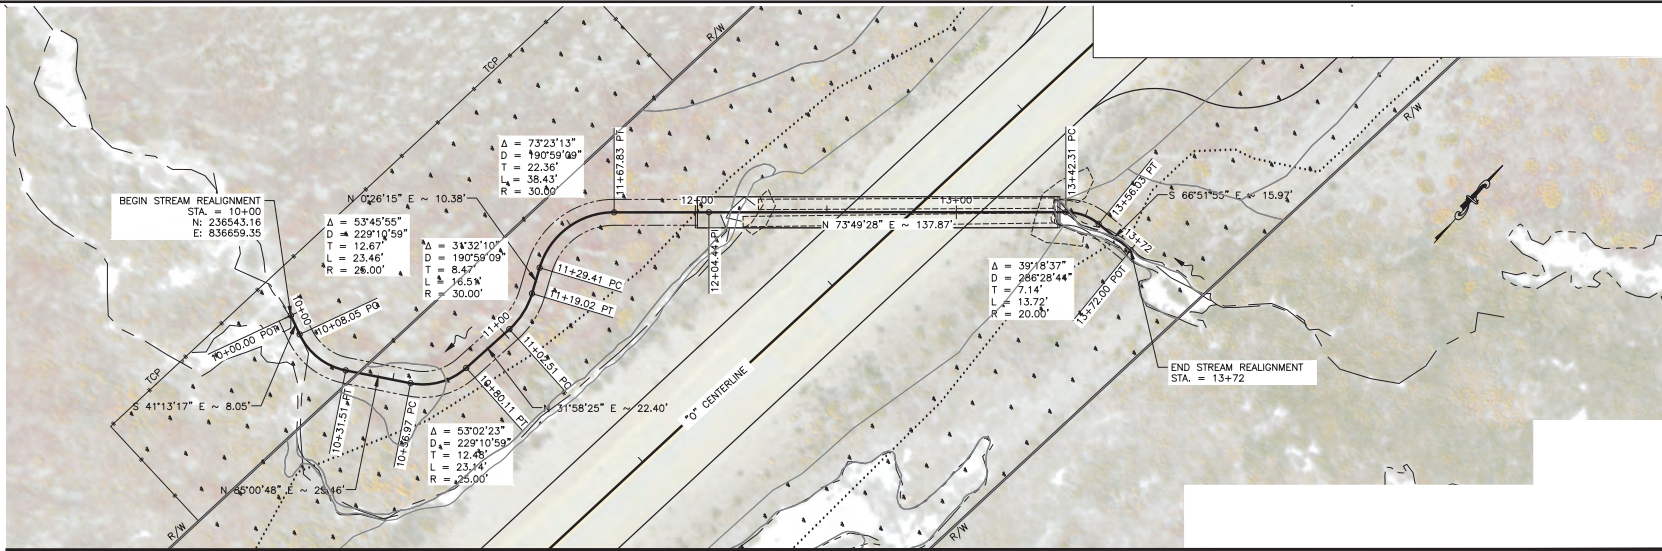 TCP
R/W
Δ = 73°23'13"
D = 190°59'09"
T = 22.36'
L = 38.43'
R = 30.00'
11+67.83 PT
13+42.31 PC
13+56.03 PT
R/W
BEGIN STREAM REALIGNMENT
STA. = 10+00
N: 236543.16
E: 836659.35
N 0°26'15" E ~ 10.38'
12+00
13+00
S 66°51'55" E ~ 15.97'
Δ = 53°45'55"
D = 229°10'59"
T = 12.67'
L = 23.46'
R = 25.00'
Δ = 31°32'10"
D = 190°59'09"
T = 8.47'
L = 16.51'
R = 30.00'
N 73°49'28" E ~ 137.87'
13+72
12+04.44 PI
11+29.41 PC
11+19.02 PT
Δ = 39°18'37"
D = 286°28'44"
T = 7.14'
L = 13.72'
R = 20.00'
13+72.00 POT
10+00
10+08.05 PC
10+00.00 POT
11+00
11+02.51 PC
TCP
END STREAM REALIGNMENT
STA. = 13+72
"O" CENTERLINE
S 41°13'17" E ~ 8.05'
10+31.51 PT
10+56.97 PC
10+80.11 PT
N 31°58'25" E ~ 22.40'
Δ = 53°02'23"
D = 229°10'59"
T = 12.48'
L = 23.14'
R = 25.00'
N 85°00'48" E ~ 25.46'
R/W
R/W